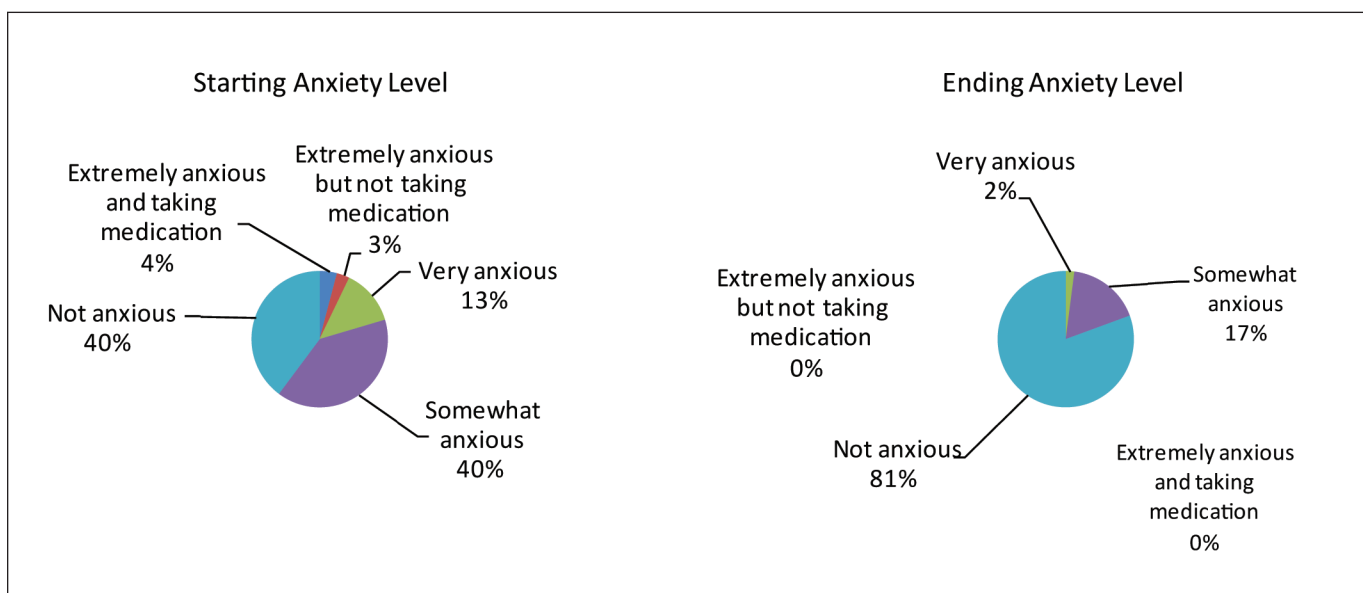 Starting Anxiety Level
Extremely anxious
and taking
medication
4%
Extremely anxious
but not taking
medication
3%
Very anxious
13%
Not anxious
40%
Somewhat
anxious
40%
Ending Anxiety Level
Very anxious
2%
Extremely anxious
but not taking
medication
0%
Somewhat
anxious
17%
Not anxious
81%
Extremely anxious
and taking
medication
0%